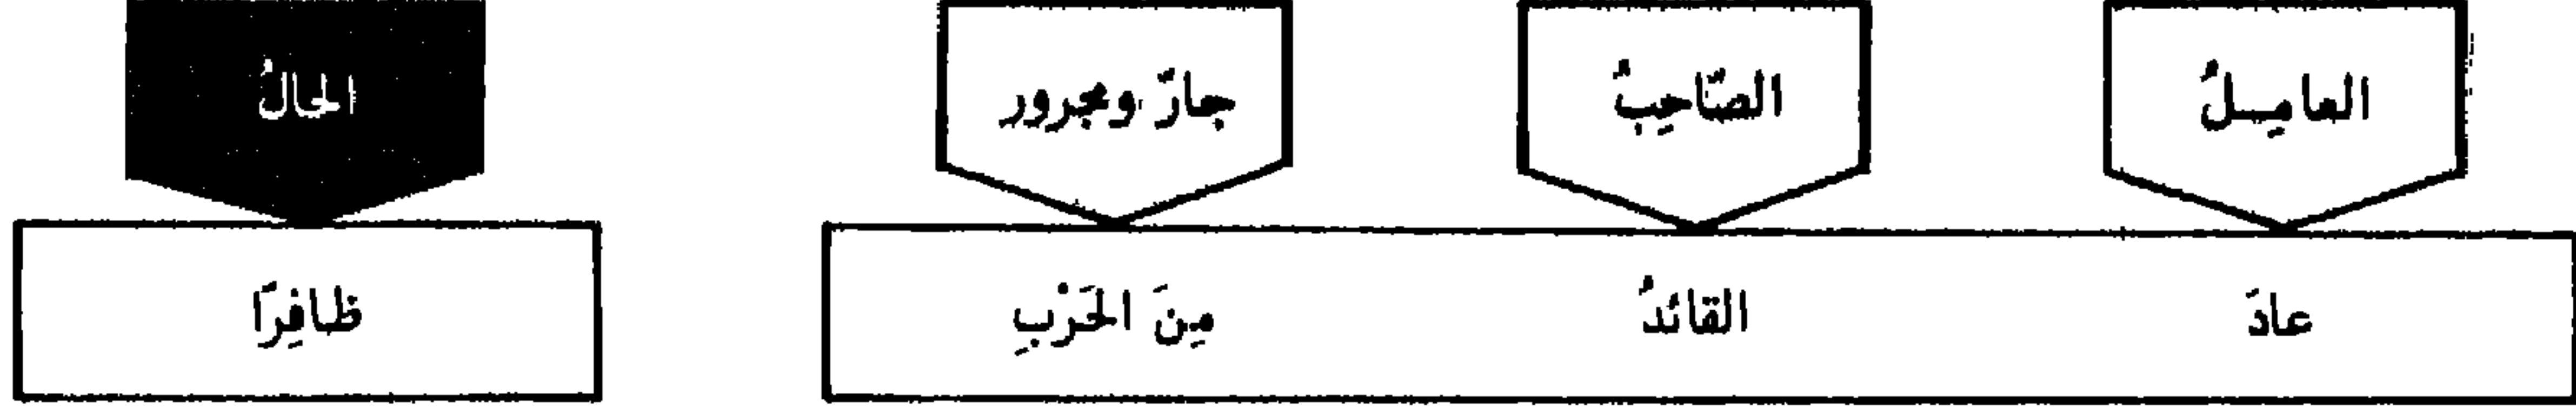 العامِلُ الصّاحِبُ جارّ ومجرور الحالُ
عادَ القائدُ مِنَ الحَرْبِ ظافِرًا